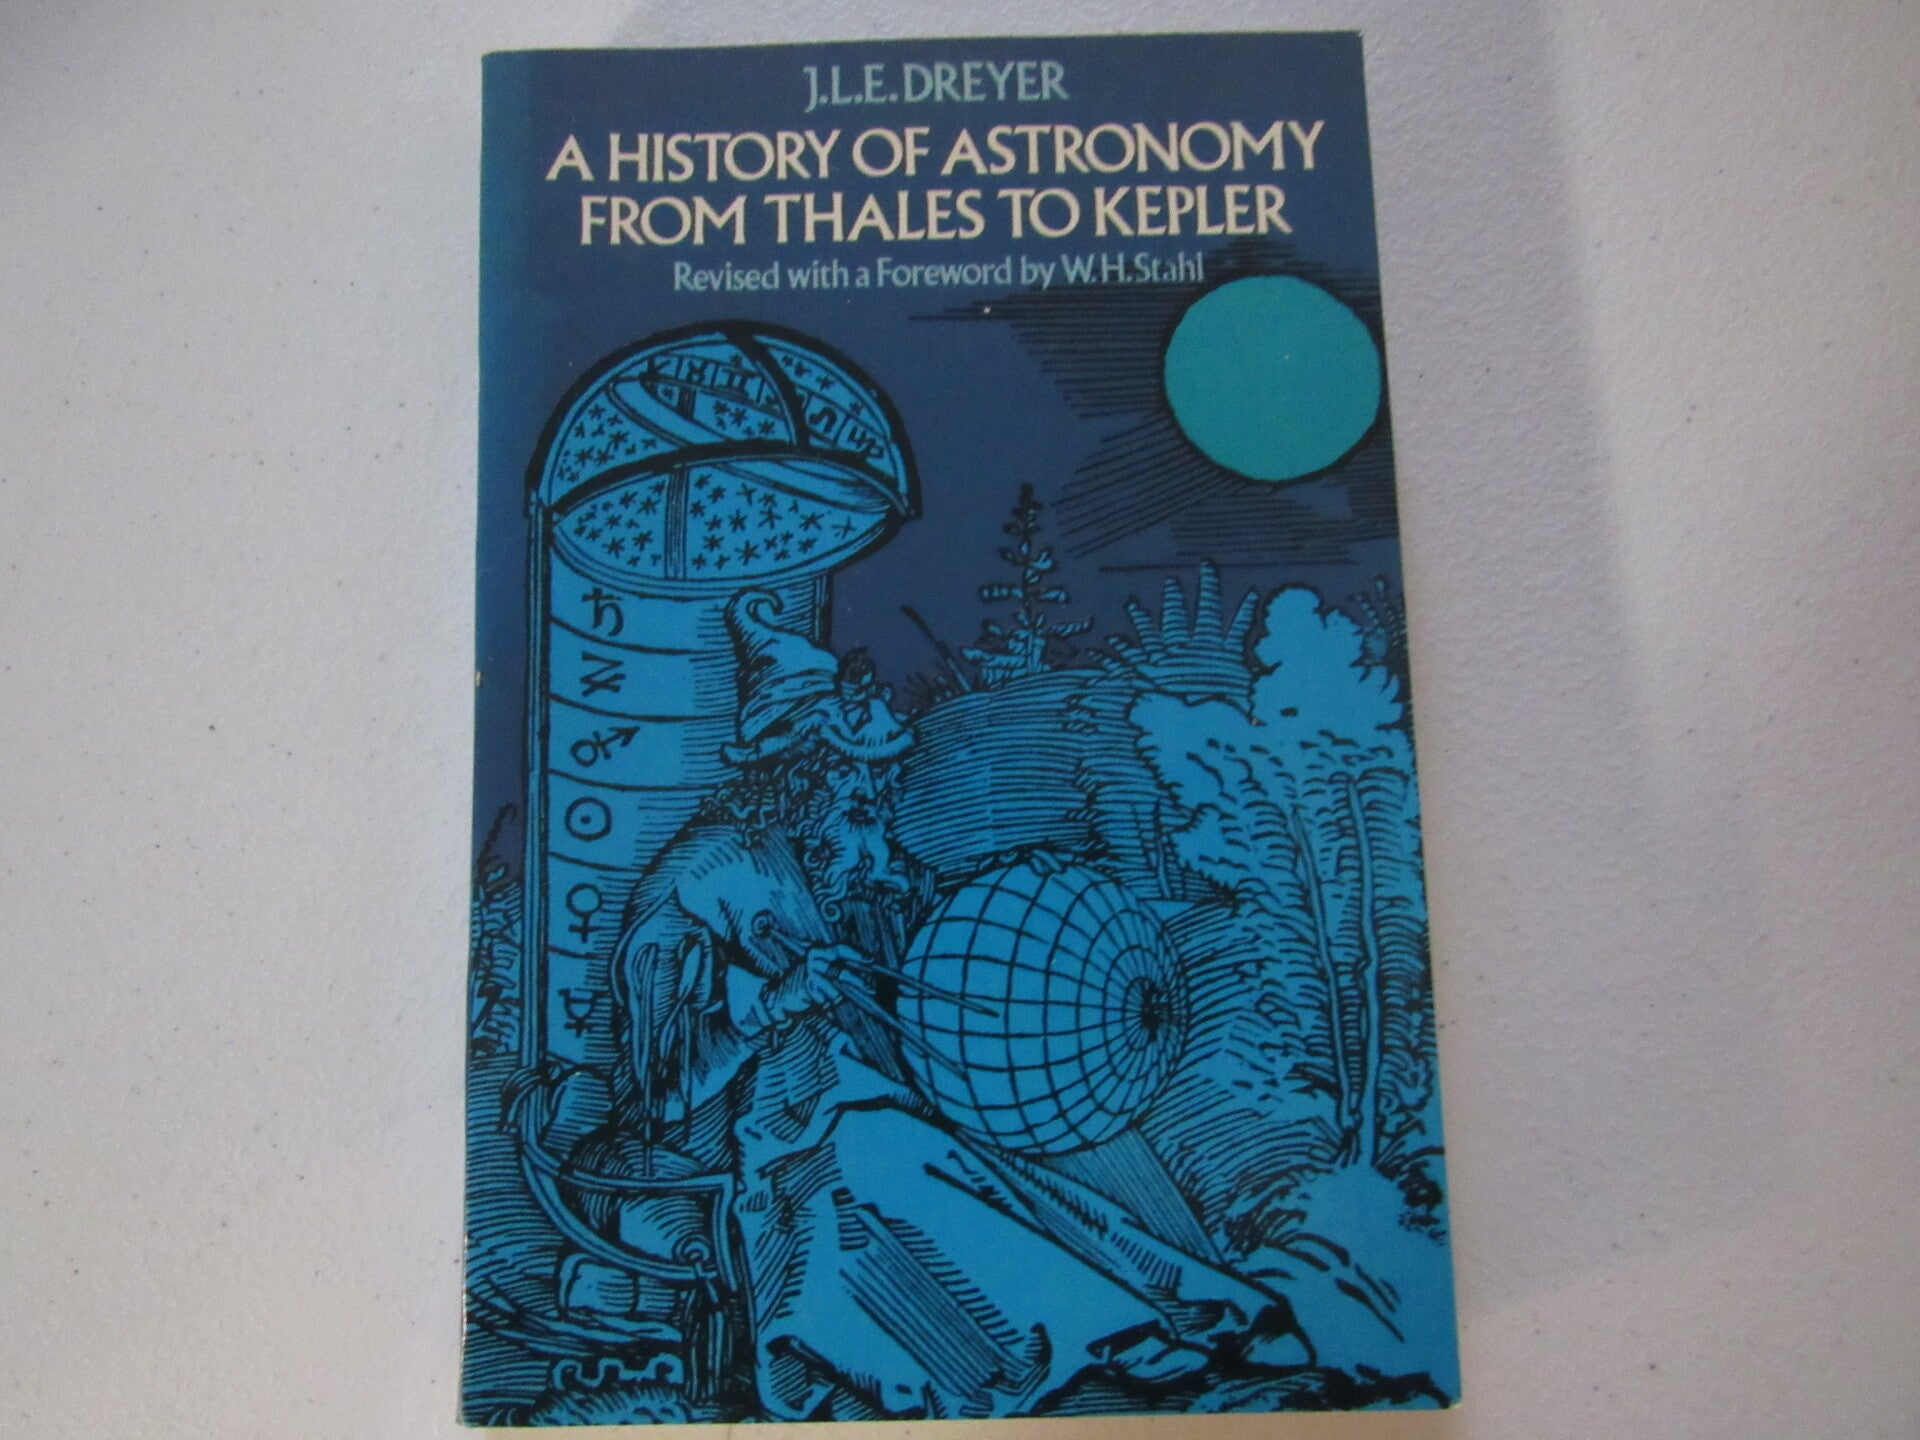 J.L.E. DREYER
A HISTORY OF ASTRONOMY
FROM THALES TO KEPLER
Revised with a Foreword by W.H. Stahl
♄
♃
♂
☉
♀
☿